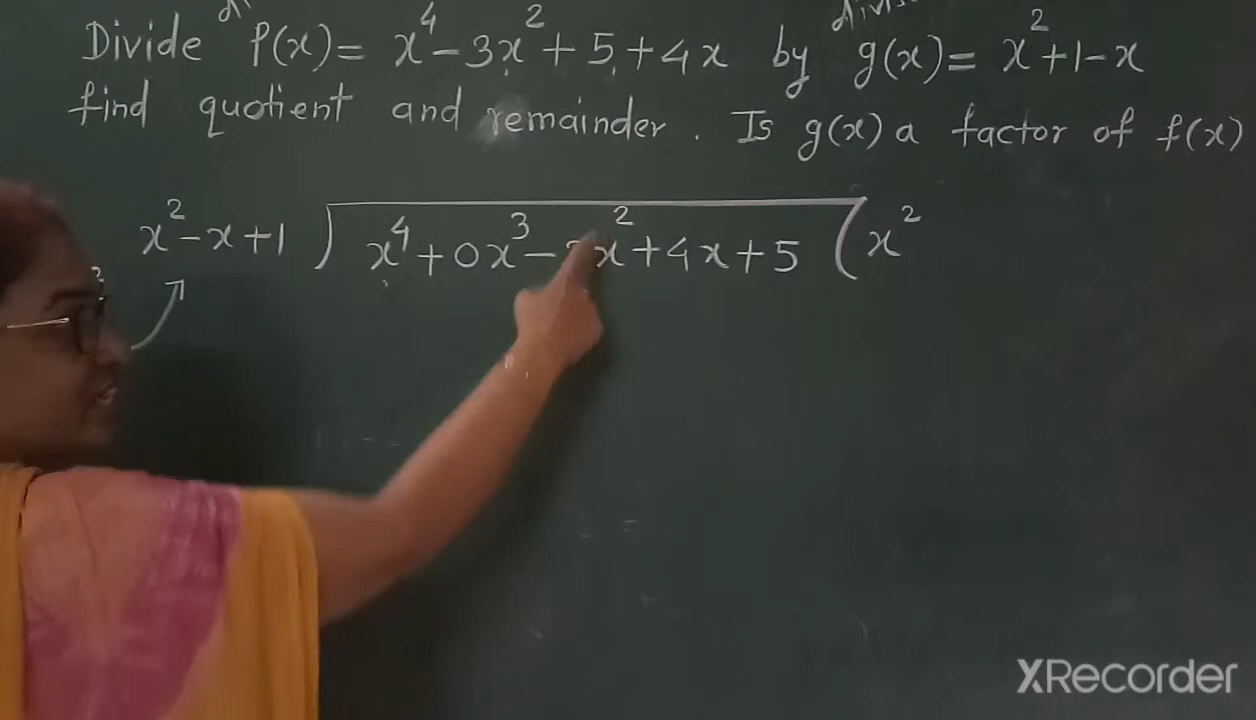 Divide P(x) = x⁴ - 3x² + 5 + 4x by g(x) = x² + 1 - x
find quotient and remainder. Is g(x) a factor of f(x)
x² - x + 1 ) x⁴ + 0x³ - 3x² + 4x + 5 ( x²
XRecorder